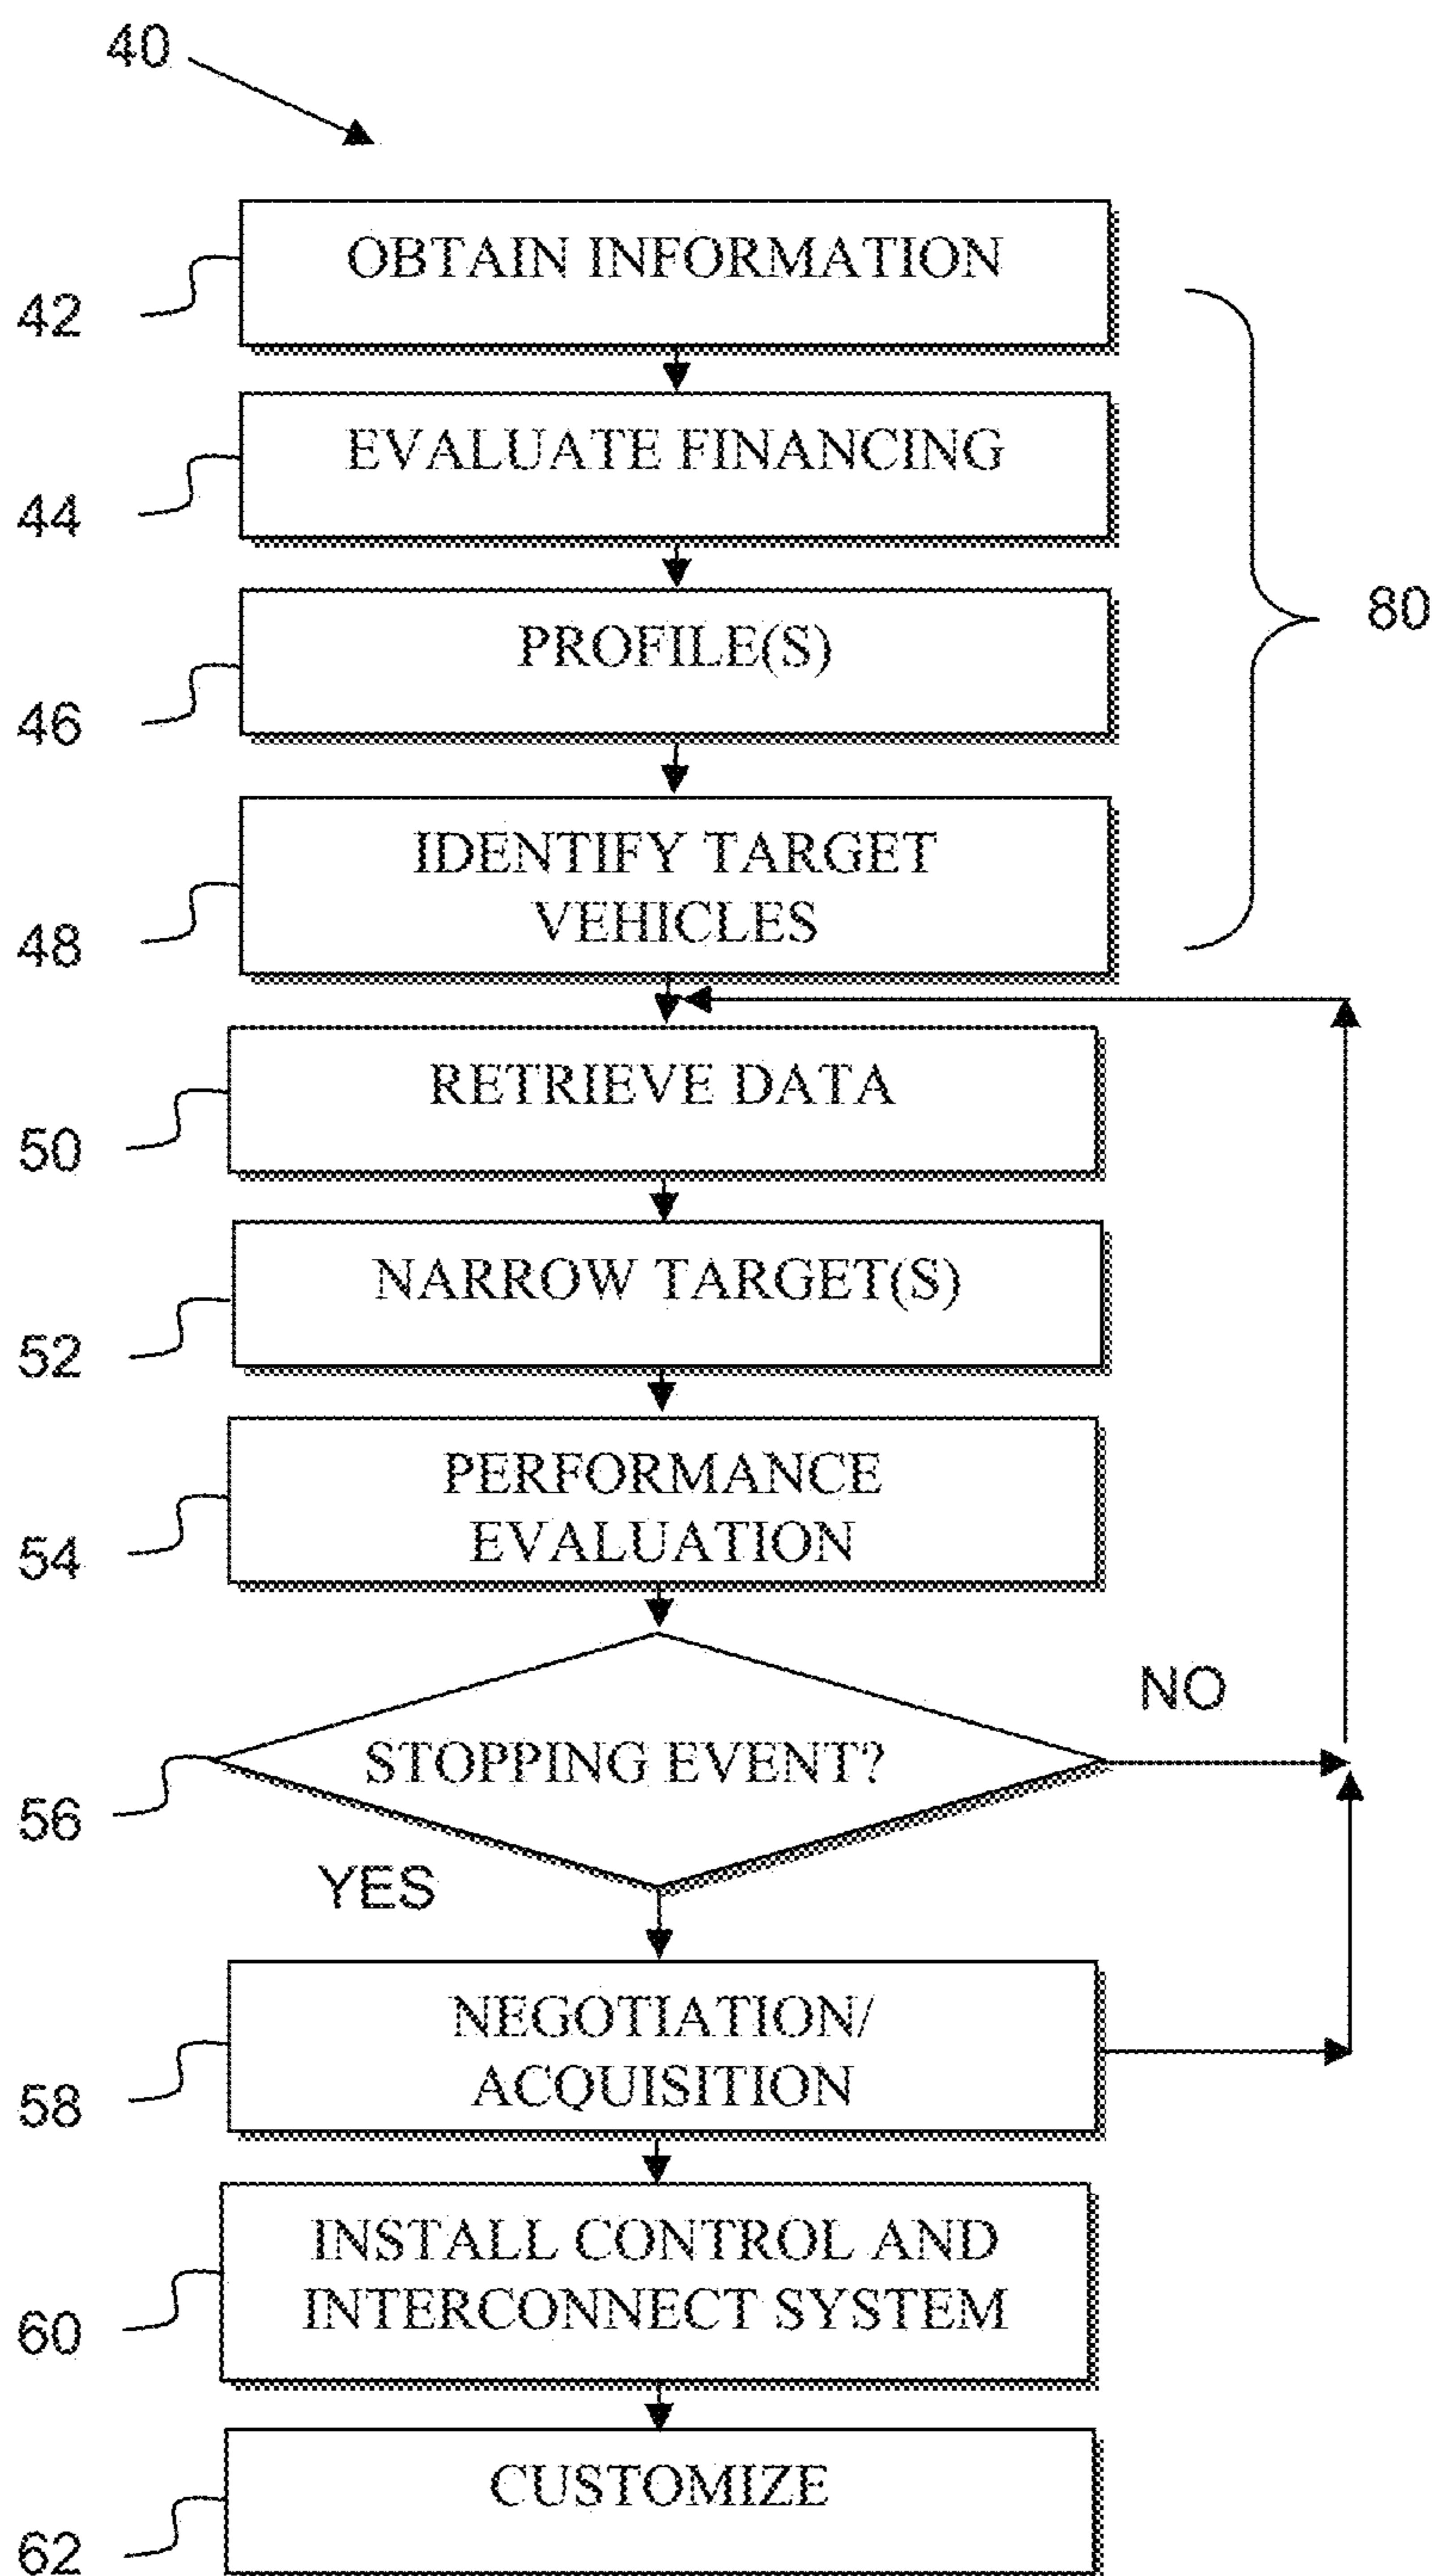 40
OBTAIN INFORMATION
42
EVALUATE FINANCING
44
PROFILE(S)
80
46
IDENTIFY TARGET
VEHICLES
48
RETRIEVE DATA
50
NARROW TARGET(S)
52
PERFORMANCE
EVALUATION
54
NO
STOPPING EVENT?
56
YES
NEGOTIATION/
ACQUISITION
58
INSTALL CONTROL AND
INTERCONNECT SYSTEM
60
CUSTOMIZE
62